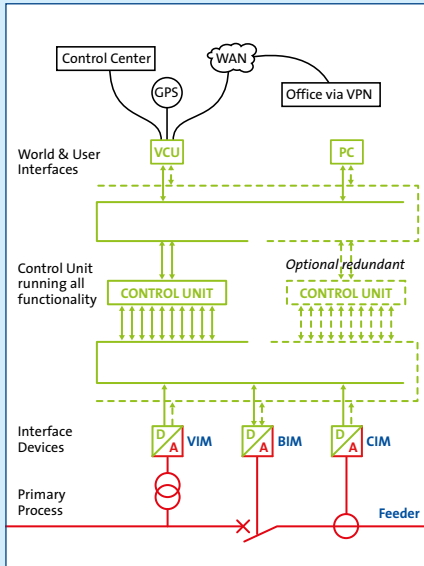 Control Center
WAN
GPS
Office via VPN
VCU
PC
World & User
Interfaces
Optional redundant
Control Unit
running all
functionality
CONTROL UNIT
CONTROL UNIT
Interface
Devices
D
A
VIM
D
A
BIM
D
A
CIM
Primary
Process
Feeder